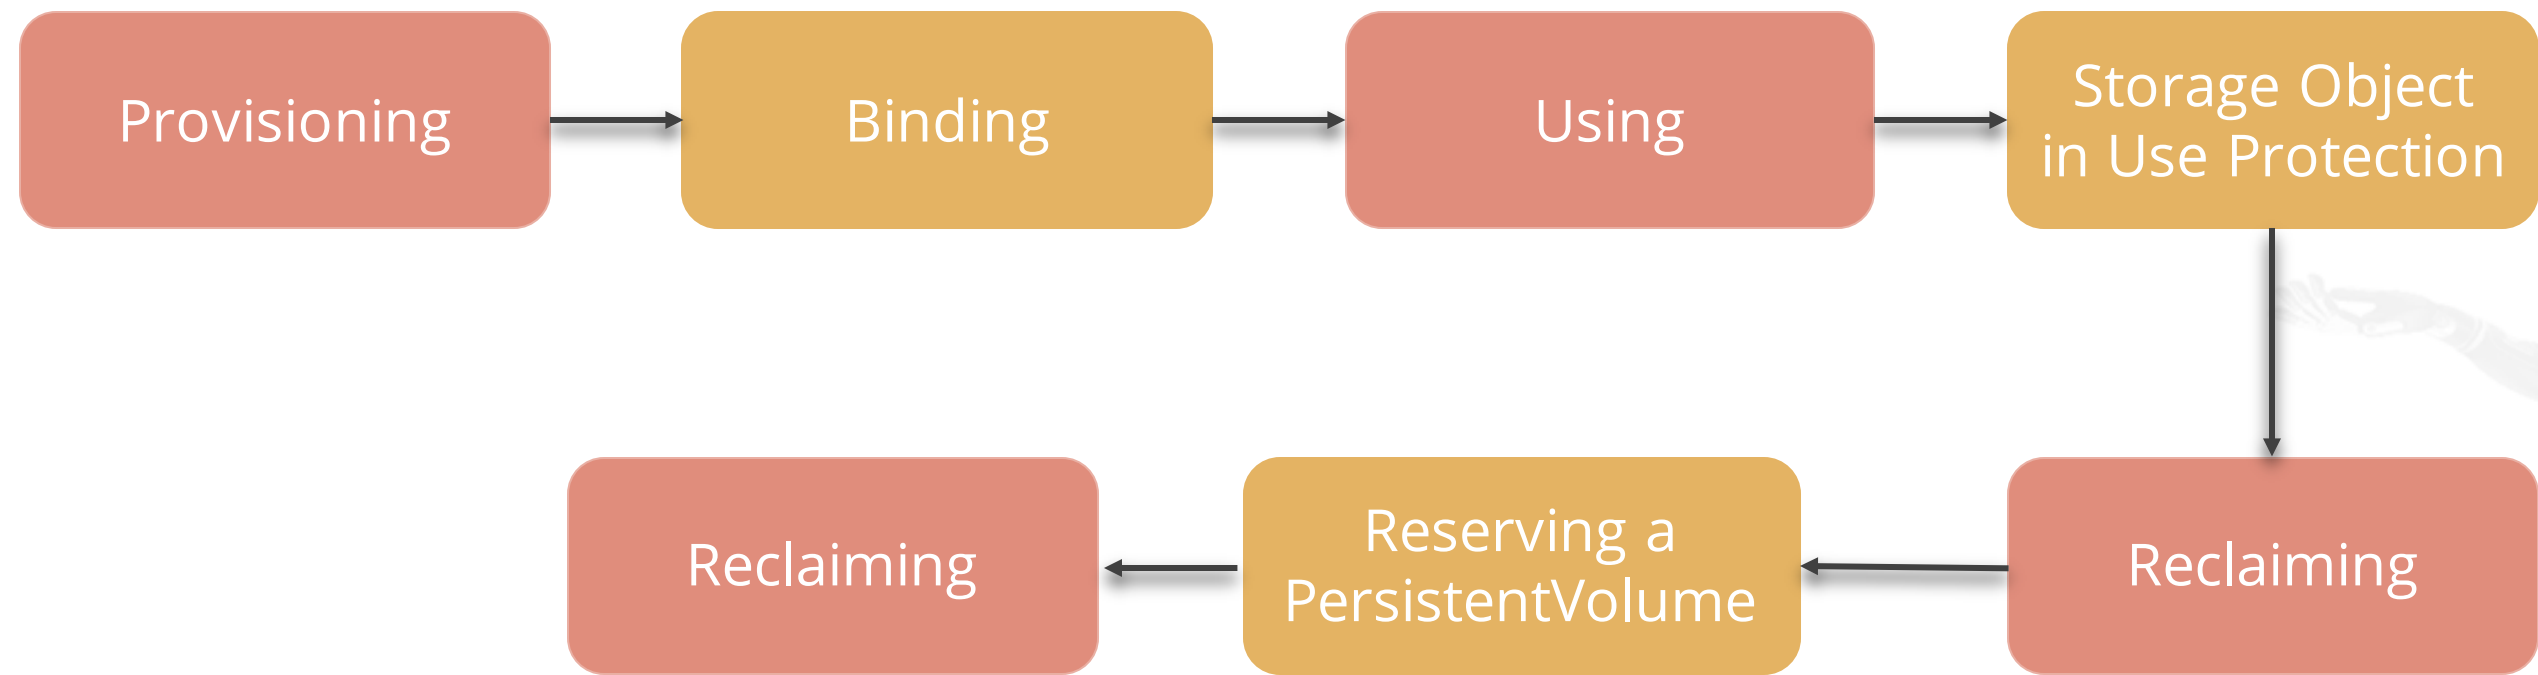 Provisioning
Binding
Using
Storage Object
in Use Protection
Reclaiming
Reserving a
PersistentVolume
Reclaiming